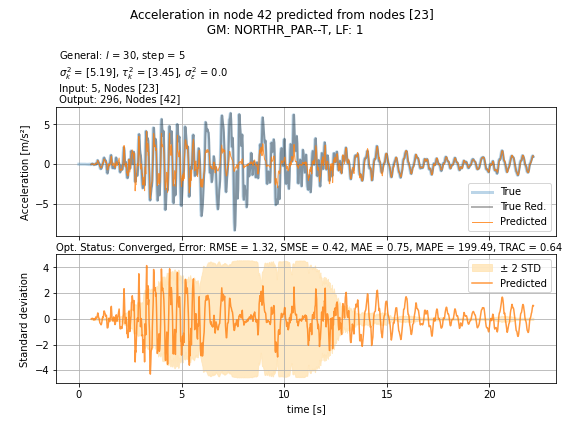 Acceleration in node 42 predicted from nodes [23]
GM: NORTHR_PAR--T, LF: 1
General: l = 30, step = 5
σ²ₖ = [5.19], τ²ₖ = [3.45], σ²ₑ = 0.0
Input: 5, Nodes [23]
Output: 296, Nodes [42]
Acceleration [m/s²]
5
0
−5
True
True Red.
Predicted
Opt. Status: Converged, Error: RMSE = 1.32, SMSE = 0.42, MAE = 0.75, MAPE = 199.49, TRAC = 0.64
Standard deviation
4
2
0
−2
−4
± 2 STD
Predicted
0 5 10 15 20
time [s]